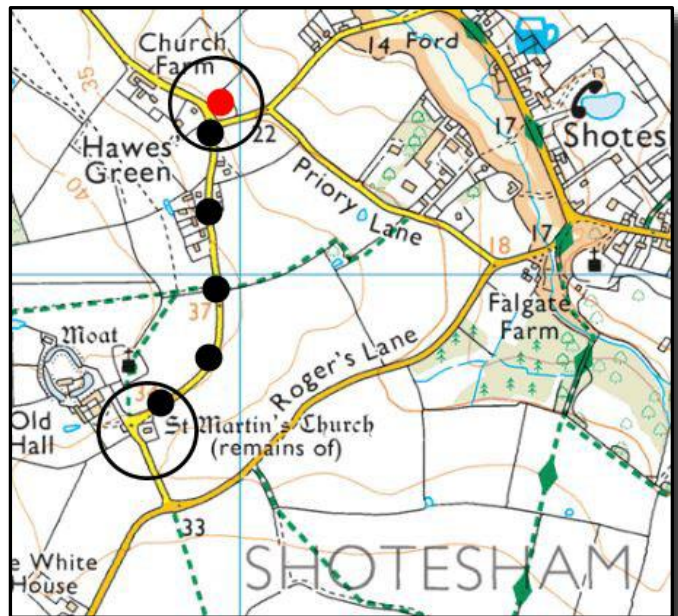 Church
Farm
35
14 Ford
22
Hawes'
Green
40
17
Shotes
Priory Lane
18
17
37
Moat
Falgate
Farm
Roger's Lane
Old
Hall
St Martin's Church
(remains of)
33
e White
House
SHOTESHAM